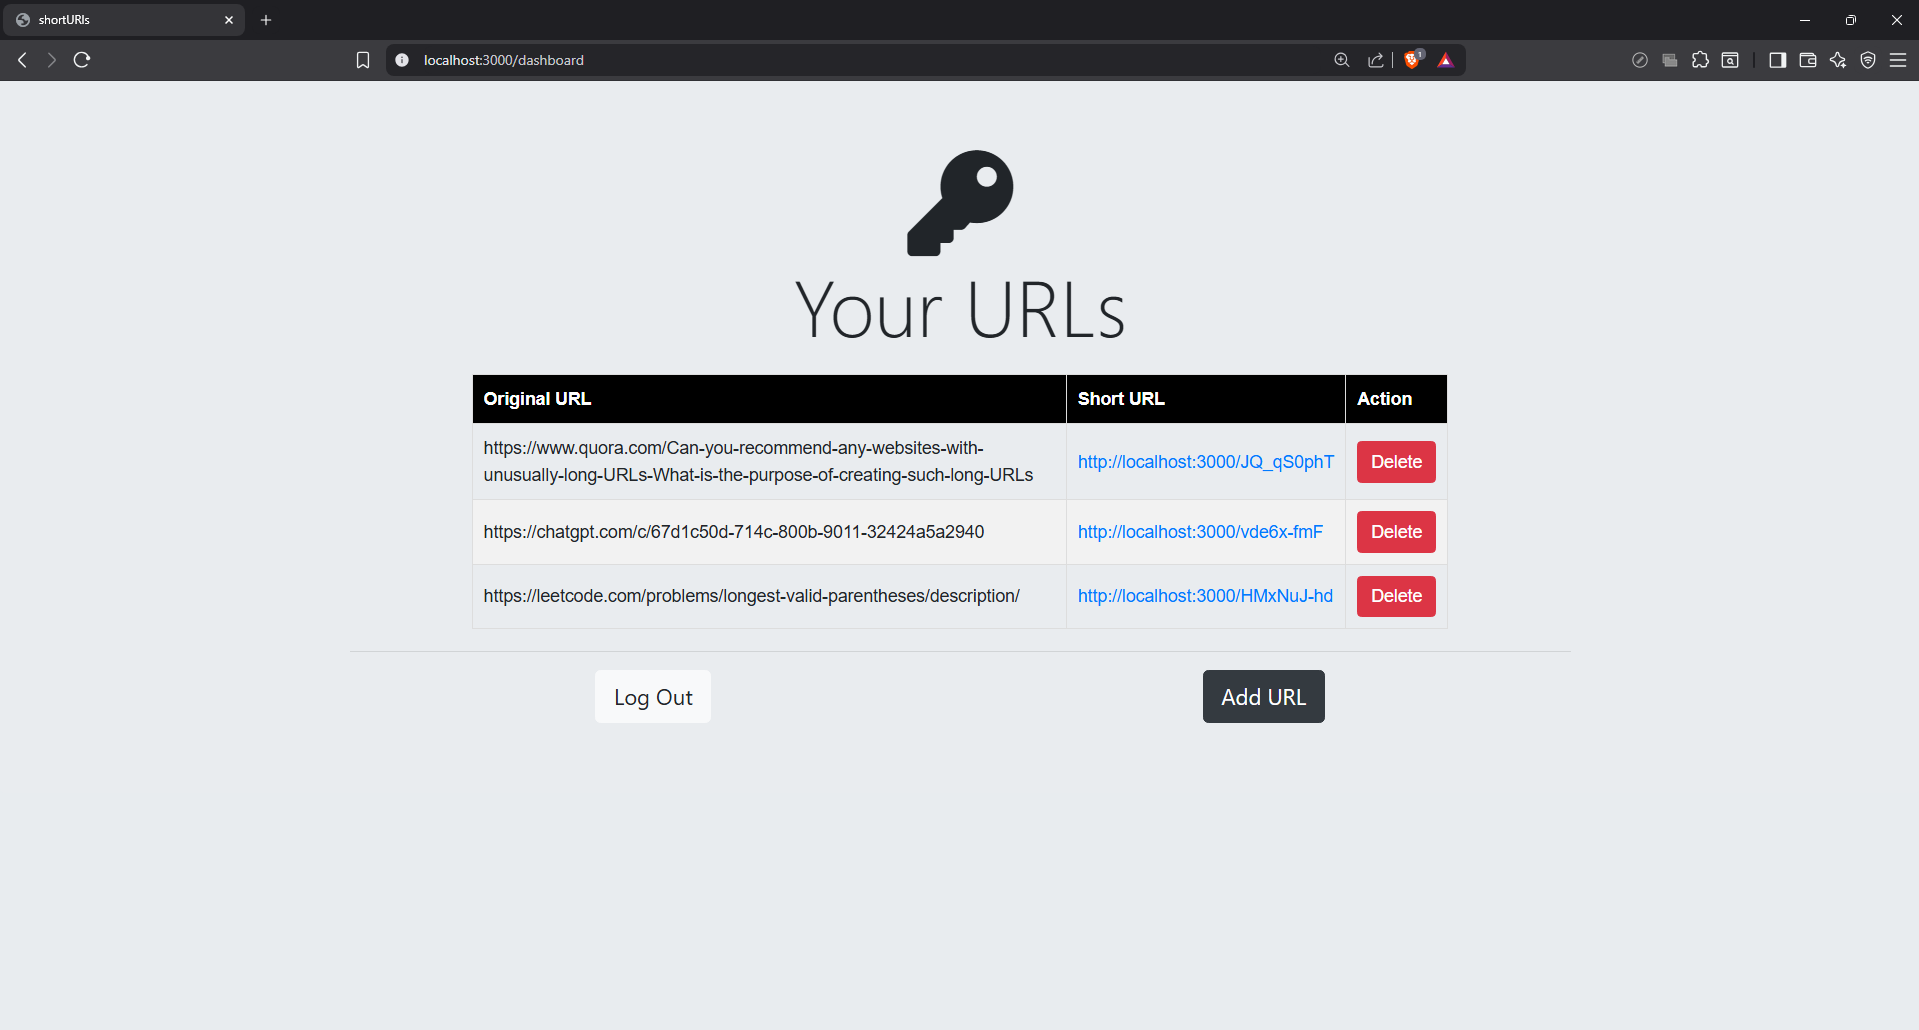 shortURls
localhost:3000/dashboard
1
Your URLs
Original URL Short URL Action
https://www.quora.com/Can-you-recommend-any-websites-with-
unusually-long-URLs-What-is-the-purpose-of-creating-such-long-URLs
http://localhost:3000/JQ_qS0phT
Delete
https://chatgpt.com/c/67d1c50d-714c-800b-9011-32424a5a2940 http://localhost:3000/vde6x-fmF Delete
https://leetcode.com/problems/longest-valid-parentheses/description/ http://localhost:3000/HMxNuJ-hd Delete
Log Out Add URL